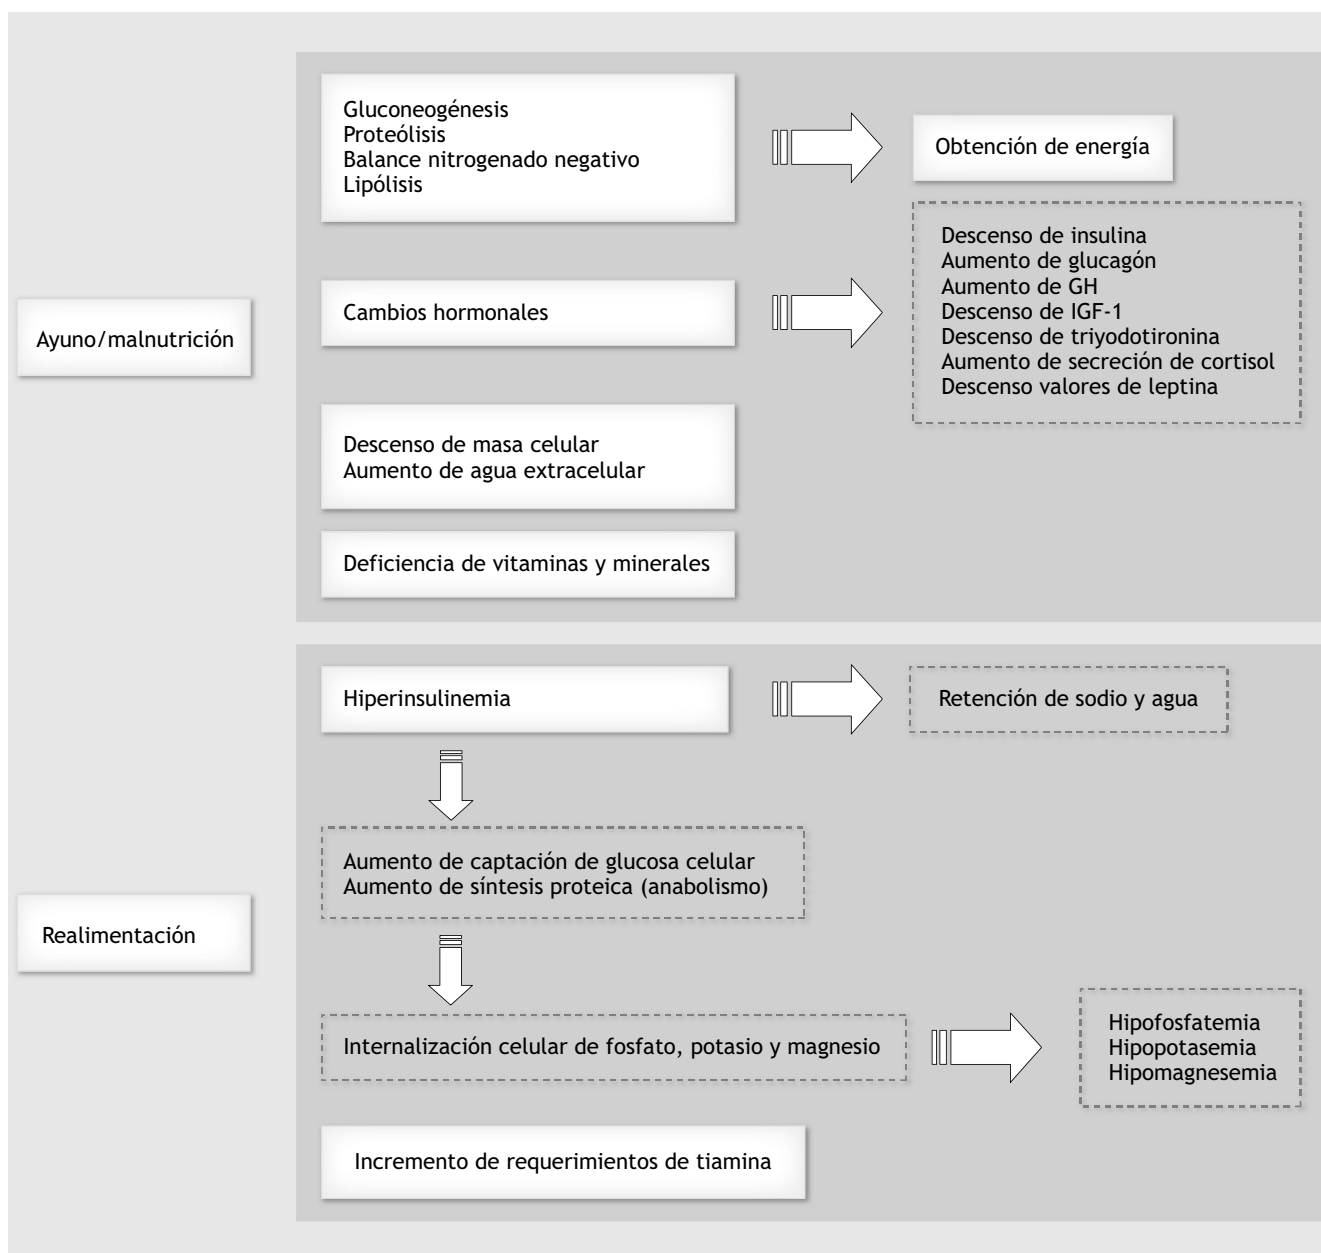 Ayuno/malnutrición
Gluconeogénesis
Proteólisis
Balance nitrogenado negativo
Lipólisis
Obtención de energía
Cambios hormonales
Descenso de insulina
Aumento de glucagón
Aumento de GH
Descenso de IGF-1
Descenso de triyodotironina
Aumento de secreción de cortisol
Descenso valores de leptina
Descenso de masa celular
Aumento de agua extracelular
Deficiencia de vitaminas y minerales
Realimentación
Hiperinsulinemia
Retención de sodio y agua
Aumento de captación de glucosa celular
Aumento de síntesis proteica (anabolismo)
Internalización celular de fosfato, potasio y magnesio
Hipofosfatemia
Hipopotasemia
Hipomagnesemia
Incremento de requerimientos de tiamina